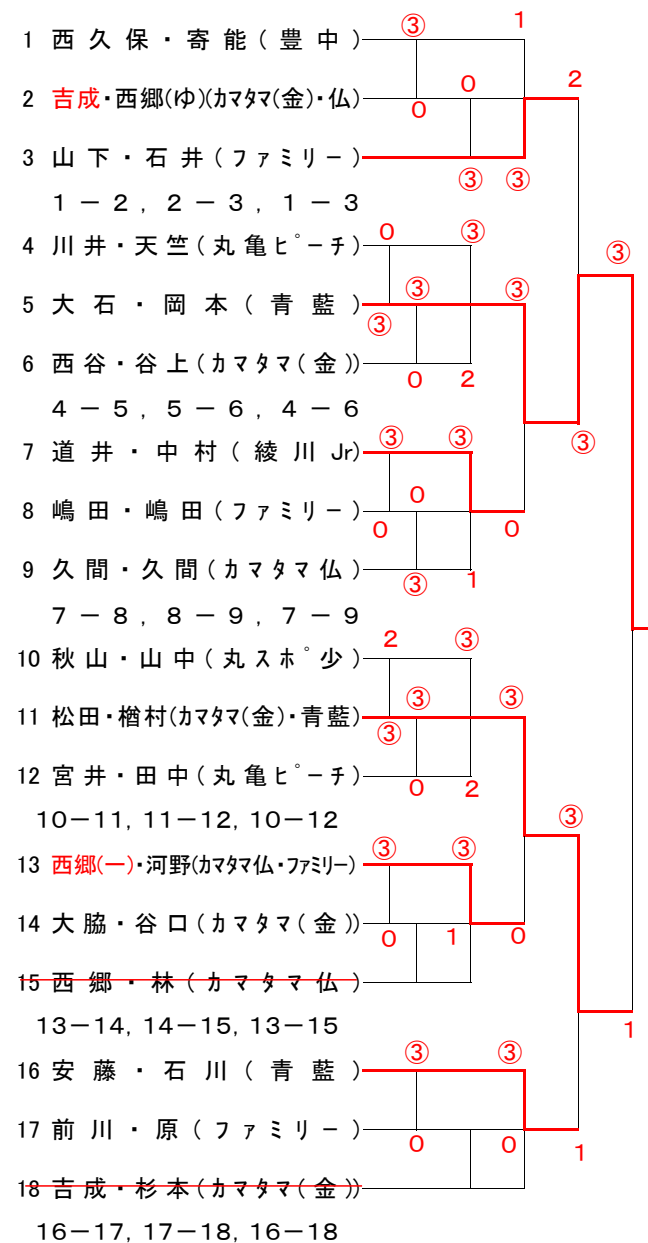 1
1 西久保・寄能(豊中) ③
2
0
2 吉成・西郷(ゆ)(カマタマ(金)・仏) 0
3 山下・石井(ファミリー) ③ ③
1-2, 2-3, 1-3
4 川井・天竺(丸亀ピーチ) 0 ③ ③
5 大石・岡本(青藍) ③ ③ ③
6 西谷・谷上(カマタマ(金)) 0 2
4-5, 5-6, 4-6
③
7 道井・中村(綾川Jr) ③ ③
8 嶋田・嶋田(ファミリー) 0 0 0
9 久間・久間(カマタマ仏) ③ 1
7-8, 8-9, 7-9
10 秋山・山中(丸スポ少) 2 ③
11 松田・楢村(カマタマ(金)・青藍) ③ ③ ③
12 宮井・田中(丸亀ピーチ) 0 2
10-11, 11-12, 10-12
③
13 西郷(一)・河野(カマタマ仏・ファミリー) ③ ③
14 大脇・谷口(カマタマ(金)) 0 1 0
15 西郷・林(カマタマ仏)
13-14, 14-15, 13-15
1
16 安藤・石川(青藍) ③ ③
17 前川・原(ファミリー) 0 0 1
18 吉成・杉本(カマタマ(金))
16-17, 17-18, 16-18